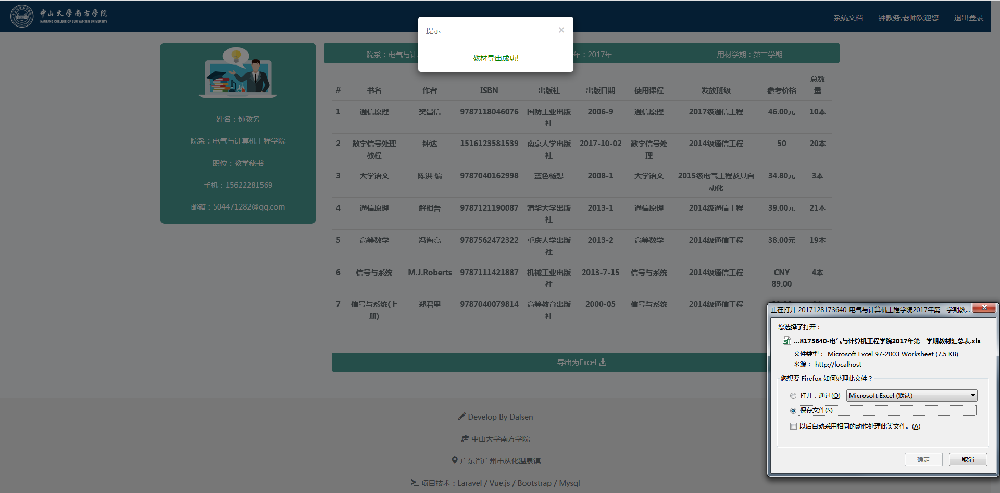 中山大学南方学院
NANFANG COLLEGE OF SUN YAT-SEN UNIVERSITY
系统文档
钟教务,老师欢迎您
退出登录
提示
×
教材导出成功!
姓名：钟教务
院系：电气与计算机工程学院
职位：教学秘书
手机：15622281569
邮箱：504471282@qq.com
院系：电气与计
年：2017年
用材学期：第二学期
# 书名 作者 ISBN 出版社 出版日期 使用课程 发放班级 参考价格 总数量
1 通信原理 樊昌信 9787118046076 国防工业出版社 2006-9 通信原理 2017级通信工程 46.00元 10本
2 数字信号处理教程 钟达 1516123581539 南京大学出版社 2017-10-02 数字信号处理 2014级通信工程 50 20本
3 大学语文 陈洪 编 9787040162998 蓝色畅想 2008-1 大学语文 2015级电气工程及其自动化 34.80元 3本
4 通信原理 解相吾 9787121190087 清华大学出版社 2013-1 通信原理 2014级通信工程 39.00元 21本
5 高等数学 冯海亮 9787562472322 重庆大学出版社 2013-2 高等数学 2014级通信工程 38.00元 19本
6 信号与系统 M.J.Roberts 9787111421887 机械工业出版社 2013-7-15 信号与系统 2014级通信工程 CNY 89.00 4本
7 信号与系统(上册) 郑君里 9787040079814 高等教育出版社 2000-05 信号与系统 2014级通信工程
导出为Excel
Develop By Dalsen
中山大学南方学院
广东省广州市从化温泉镇
项目技术：Laravel / Vue.js / Bootstrap / Mysql
正在打开 2017128173640-电气与计算机工程学院2017年第二学期教...
您选择了打开：
...8173640-电气与计算机工程学院2017年第二学期教材汇总表.xls
文件类型： Microsoft Excel 97-2003 Worksheet (7.5 KB)
来源： http://localhost
您想要 Firefox 如何处理此文件？
打开，通过(O) Microsoft Excel (默认)
保存文件(S)
以后自动采用相同的动作处理此类文件。(A)
确定
取消